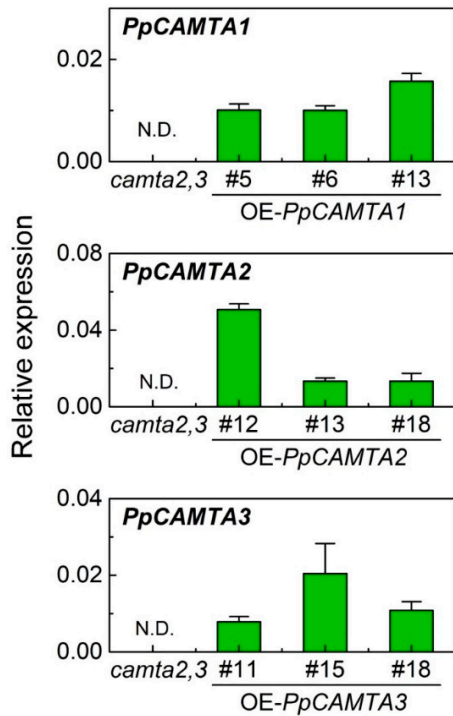 PpCAMTA1
0.02
0.00
N.D.
camta2,3 #5 #6 #13
OE-PpCAMTA1
Relative expression
PpCAMTA2
0.08
0.04
0.00
N.D.
camta2,3 #12 #13 #18
OE-PpCAMTA2
PpCAMTA3
0.04
0.02
0.00
N.D.
camta2,3 #11 #15 #18
OE-PpCAMTA3